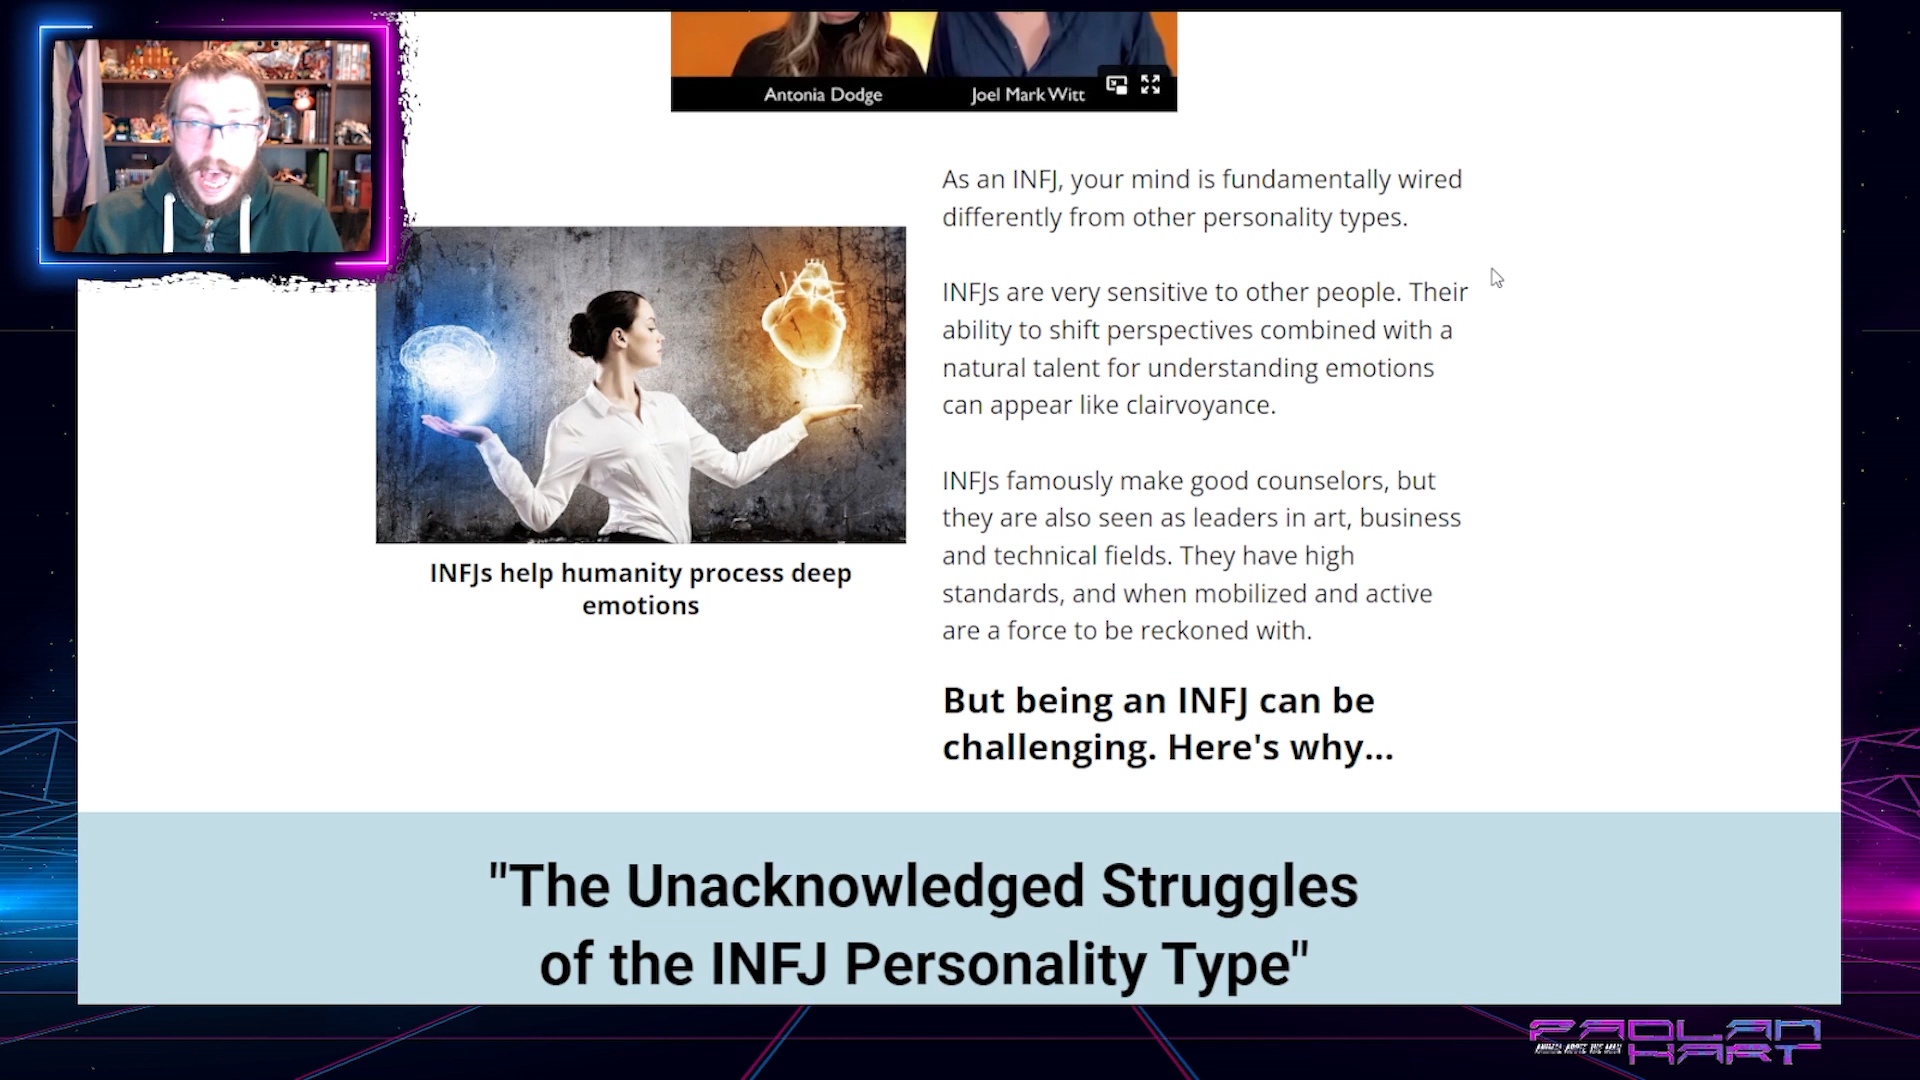 Antonia Dodge
Joel Mark Witt
As an INFJ, your mind is fundamentally wired
differently from other personality types.
INFJs are very sensitive to other people. Their
ability to shift perspectives combined with a
natural talent for understanding emotions
can appear like clairvoyance.
INFJs famously make good counselors, but
they are also seen as leaders in art, business
and technical fields. They have high
standards, and when mobilized and active
are a force to be reckoned with.
INFJs help humanity process deep
emotions
But being an INFJ can be
challenging. Here's why...
"The Unacknowledged Struggles
of the INFJ Personality Type"